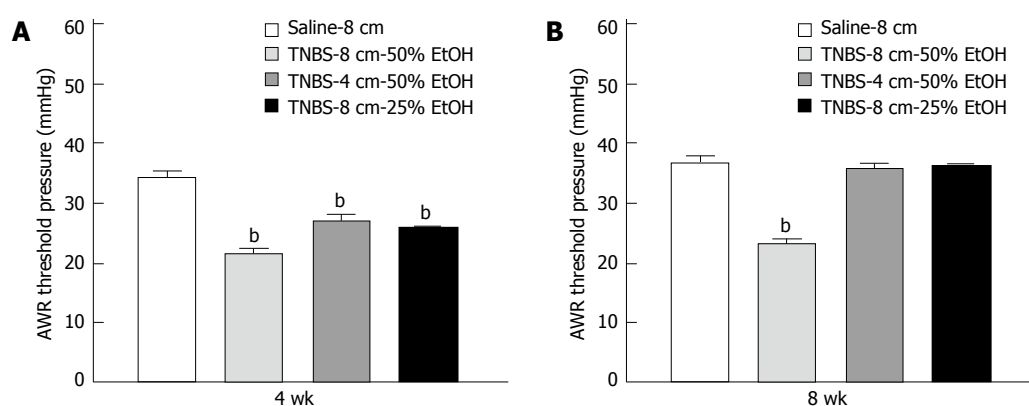 A
AWR threshold pressure (mmHg)
60
50
40
30
20
10
0
Saline-8 cm
TNBS-8 cm-50% EtOH
TNBS-4 cm-50% EtOH
TNBS-8 cm-25% EtOH
b
b
b
4 wk
B
AWR threshold pressure (mmHg)
60
50
40
30
20
10
0
Saline-8 cm
TNBS-8 cm-50% EtOH
TNBS-4 cm-50% EtOH
TNBS-8 cm-25% EtOH
b
8 wk